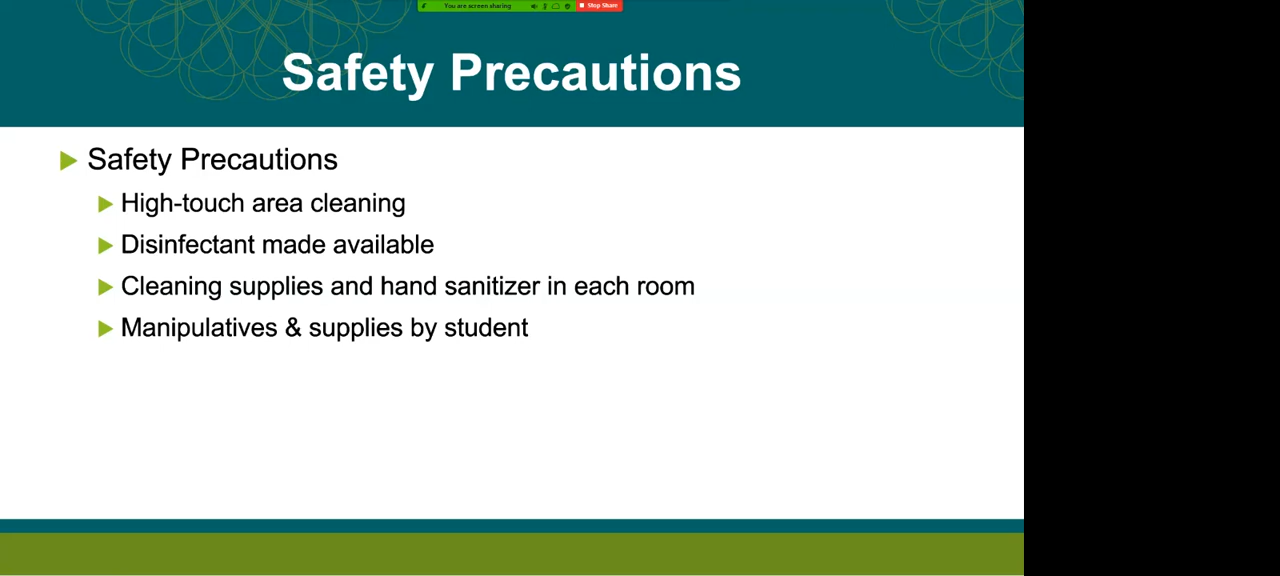 You are screen sharing
Stop Share
Safety Precautions
Safety Precautions
High-touch area cleaning
Disinfectant made available
Cleaning supplies and hand sanitizer in each room
Manipulatives & supplies by student